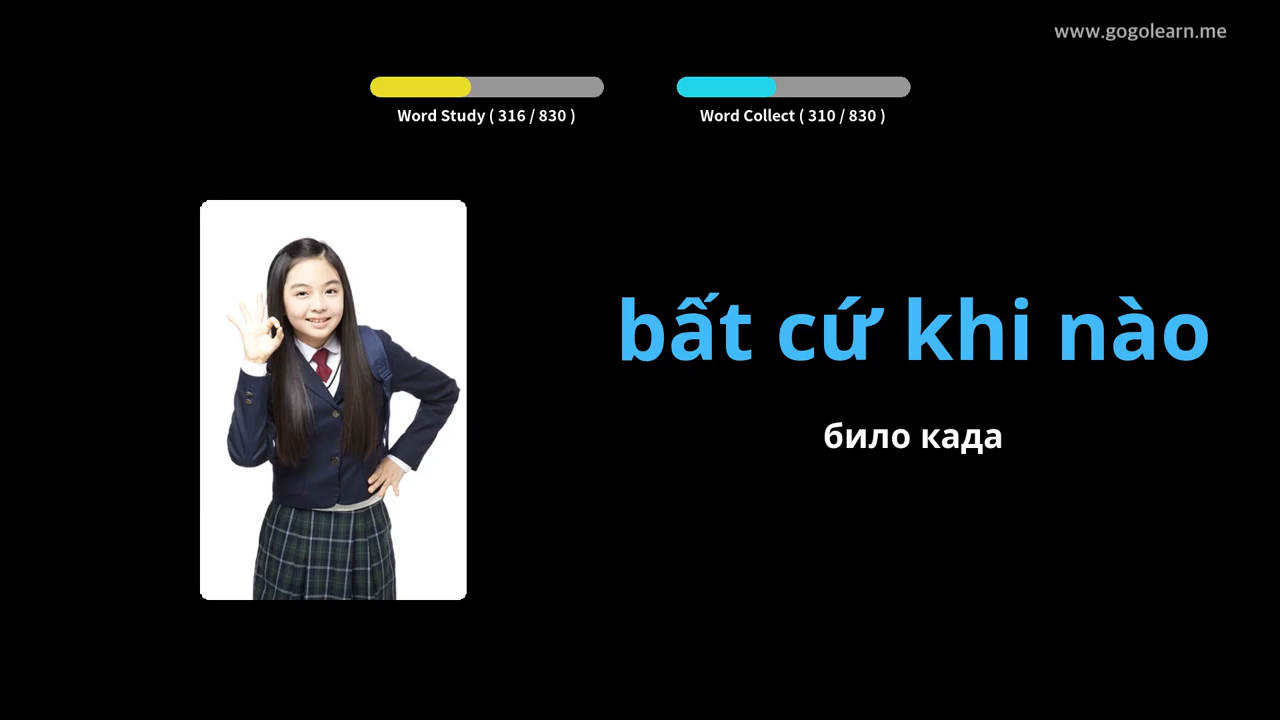 www.gogolearn.me
Word Study ( 316 / 830 )
Word Collect ( 310 / 830 )
bất cứ khi nào
било када